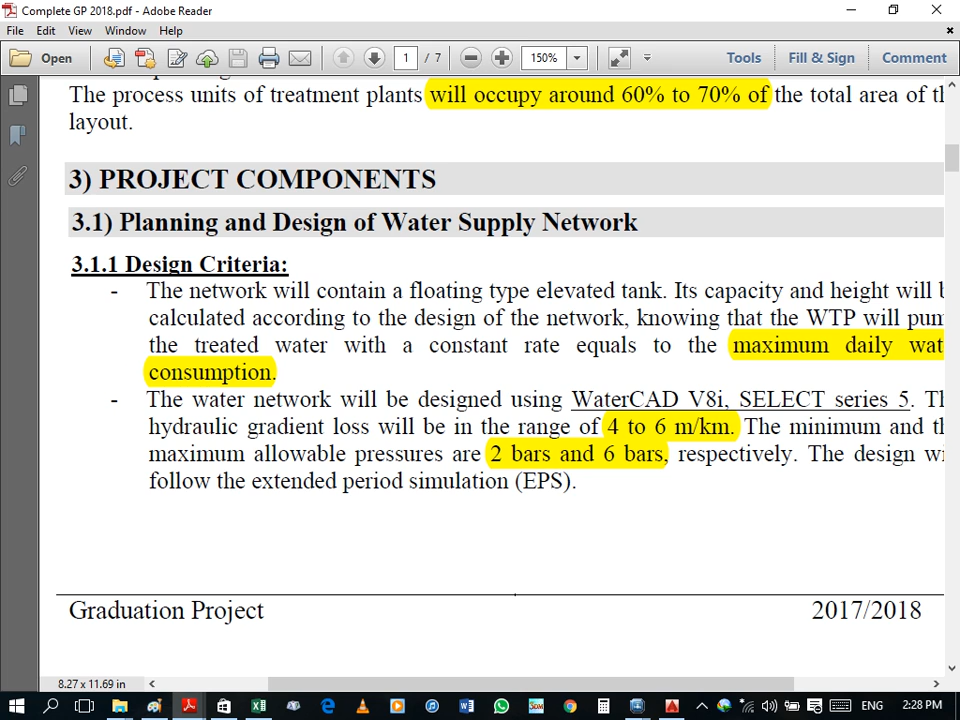 Complete GP 2018.pdf - Adobe Reader
File Edit View Window Help
Open 1 / 7 150% Tools Fill & Sign Comment
The process units of treatment plants will occupy around 60% to 70% of the total area of th
layout.
3) PROJECT COMPONENTS
3.1) Planning and Design of Water Supply Network
3.1.1 Design Criteria:
- The network will contain a floating type elevated tank. Its capacity and height will b
calculated according to the design of the network, knowing that the WTP will pum
the treated water with a constant rate equals to the maximum daily wat
consumption.
- The water network will be designed using WaterCAD V8i, SELECT series 5. Th
hydraulic gradient loss will be in the range of 4 to 6 m/km. The minimum and th
maximum allowable pressures are 2 bars and 6 bars, respectively. The design wi
follow the extended period simulation (EPS).
Graduation Project 2017/2018
8.27 x 11.69 in
ENG 2:28 PM